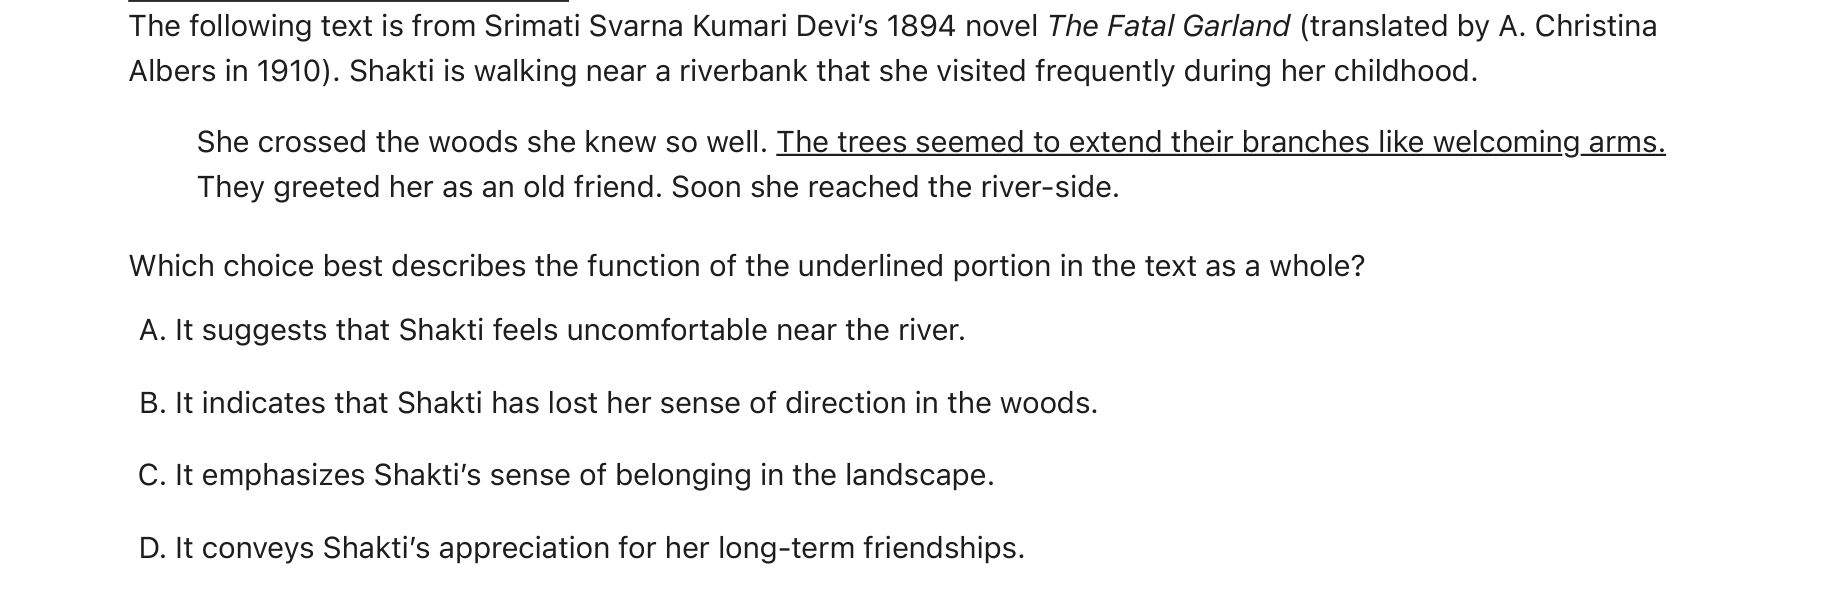 The following text is from Srimati Svarna Kumari Devi’s 1894 novel The Fatal Garland (translated by A. Christina
Albers in 1910). Shakti is walking near a riverbank that she visited frequently during her childhood.
She crossed the woods she knew so well. The trees seemed to extend their branches like welcoming arms.
They greeted her as an old friend. Soon she reached the river-side.
Which choice best describes the function of the underlined portion in the text as a whole?
A. It suggests that Shakti feels uncomfortable near the river.
B. It indicates that Shakti has lost her sense of direction in the woods.
C. It emphasizes Shakti’s sense of belonging in the landscape.
D. It conveys Shakti’s appreciation for her long-term friendships.